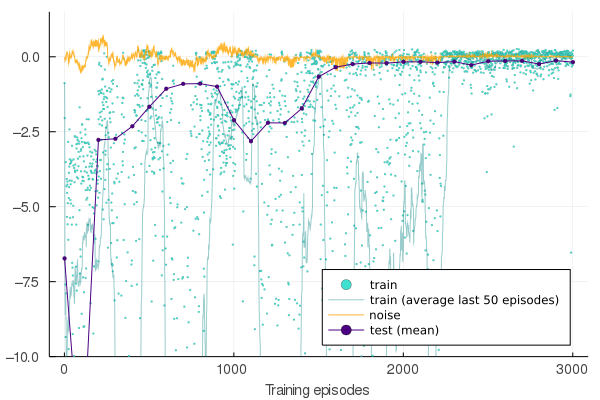 0.0
−2.5
−5.0
−7.5
−10.0
0
1000
2000
3000
Training episodes
train
train (average last 50 episodes)
noise
test (mean)